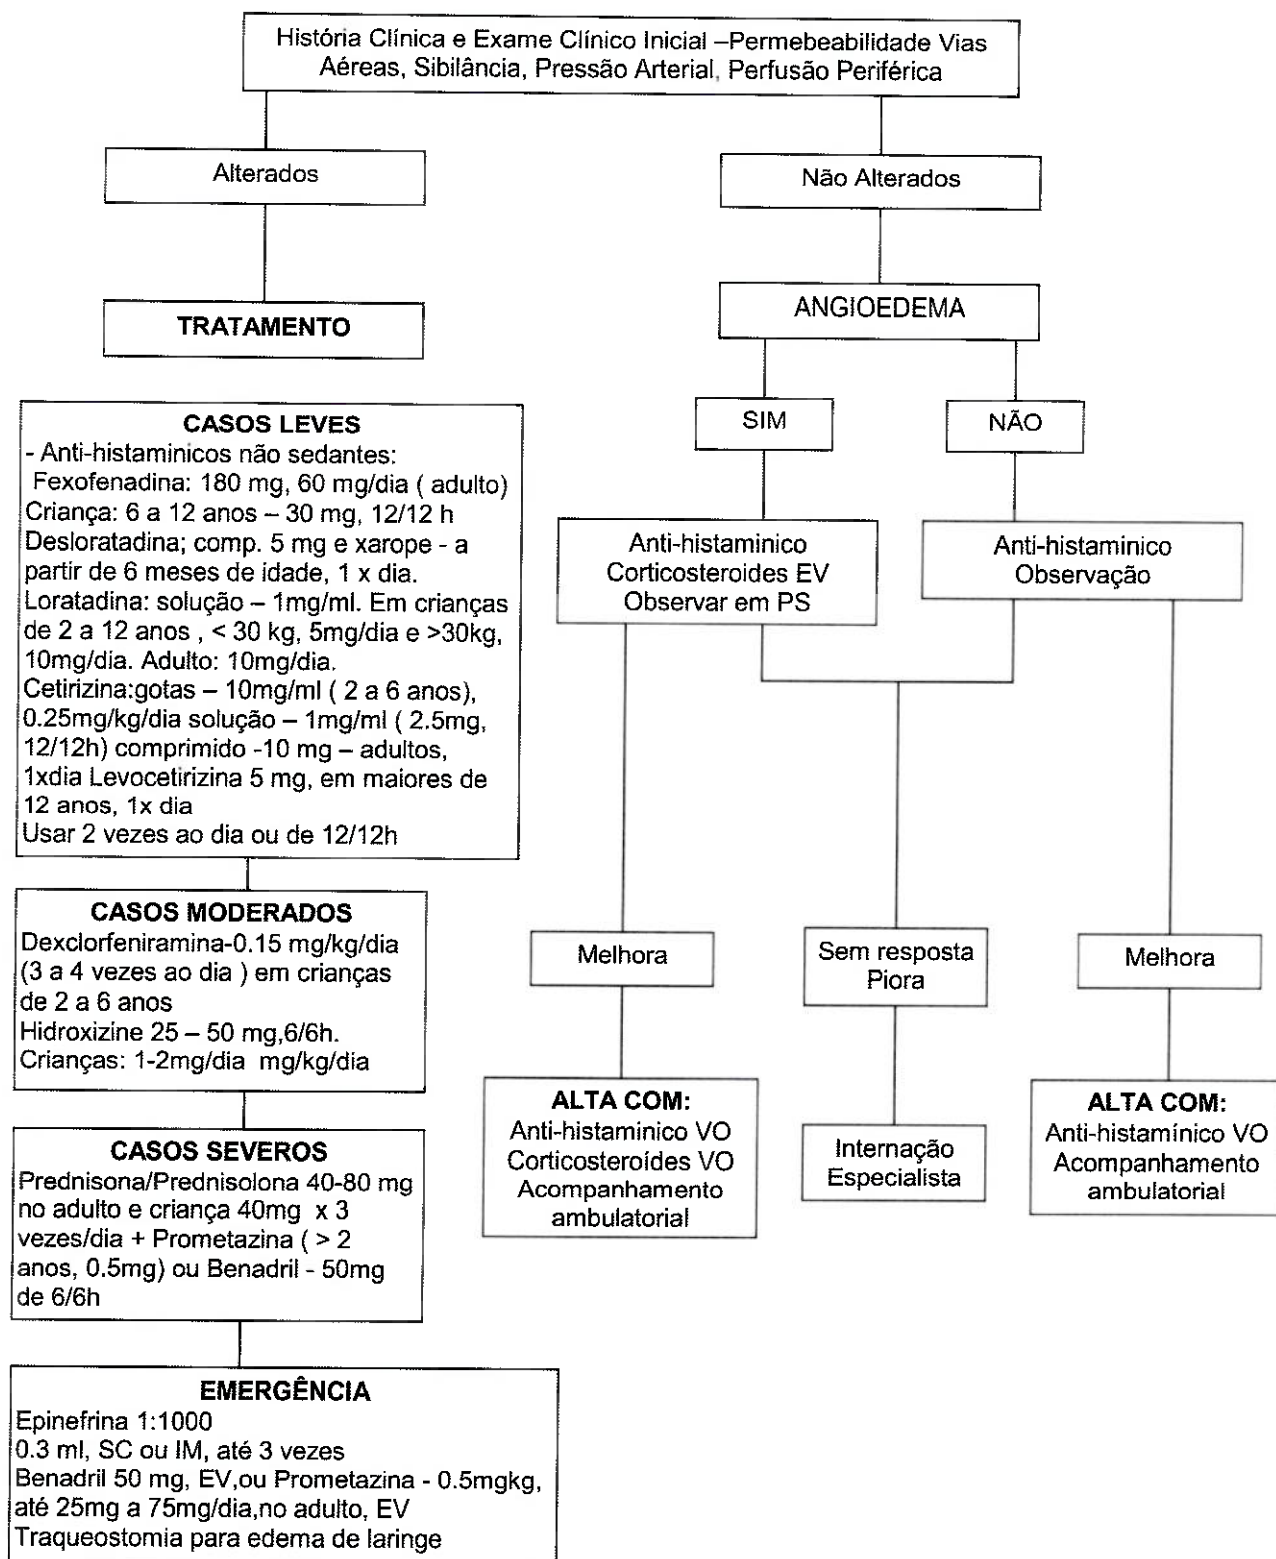 História Clínica e Exame Clínico Inicial –Permebeabilidade Vias
Aéreas, Sibilância, Pressão Arterial, Perfusão Periférica
Alterados
Não Alterados
TRATAMENTO
ANGIOEDEMA
SIM
NÃO
CASOS LEVES
- Anti-histaminicos não sedantes:
Fexofenadina: 180 mg, 60 mg/dia ( adulto)
Criança: 6 a 12 anos – 30 mg, 12/12 h
Desloratadina; comp. 5 mg e xarope - a
partir de 6 meses de idade, 1 x dia.
Loratadina: solução – 1mg/ml. Em crianças
de 2 a 12 anos , < 30 kg, 5mg/dia e >30kg,
10mg/dia. Adulto: 10mg/dia.
Cetirizina:gotas – 10mg/ml ( 2 a 6 anos),
0.25mg/kg/dia solução – 1mg/ml ( 2.5mg,
12/12h) comprimido -10 mg – adultos,
1xdia Levocetirizina 5 mg, em maiores de
12 anos, 1x dia
Usar 2 vezes ao dia ou de 12/12h
Anti-histaminico
Corticosteroides EV
Observar em PS
Anti-histamínico
Observação
CASOS MODERADOS
Dexclorfeniramina-0.15 mg/kg/dia
(3 a 4 vezes ao dia ) em crianças
de 2 a 6 anos
Hidroxizine 25 – 50 mg,6/6h.
Crianças: 1-2mg/dia mg/kg/dia
Melhora
Sem resposta
Piora
Melhora
CASOS SEVEROS
Prednisona/Prednisolona 40-80 mg
no adulto e criança 40mg x 3
vezes/dia + Prometazina ( > 2
anos, 0.5mg) ou Benadril - 50mg
de 6/6h
ALTA COM:
Anti-histamínico VO
Corticosteroídes VO
Acompanhamento
ambulatorial
Internação
Especialista
ALTA COM:
Anti-histamínico VO
Acompanhamento
ambulatorial
EMERGÊNCIA
Epinefrina 1:1000
0.3 ml, SC ou IM, até 3 vezes
Benadril 50 mg, EV,ou Prometazina - 0.5mgkg,
até 25mg a 75mg/dia,no adulto, EV
Traqueostomia para edema de laringe